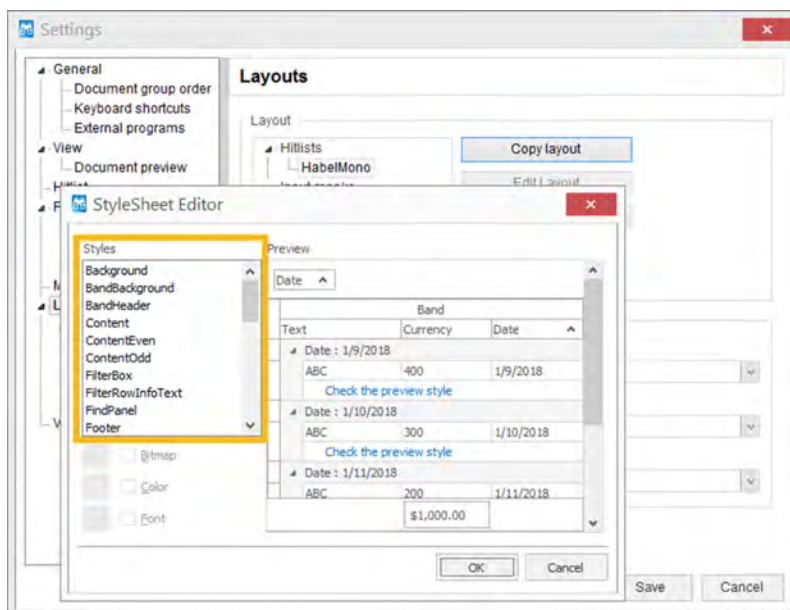 Settings
General
Document group order
Keyboard shortcuts
External programs
View
Document preview
Layouts
Layout
Hitlists
HabelMono
Copy layout
Edit Layout
StyleSheet Editor
Styles
Background
BandBackground
BandHeader
Content
ContentEven
ContentOdd
FilterBox
FilterRowInfoText
FindPanel
Footer
Bitmap
Color
Font
Preview
Date
Band
Text Currency Date
Date : 1/9/2018
ABC 400 1/9/2018
Check the preview style
Date : 1/10/2018
ABC 300 1/10/2018
Check the preview style
Date : 1/11/2018
ABC 200 1/11/2018
$1,000.00
OK Cancel
Save Cancel